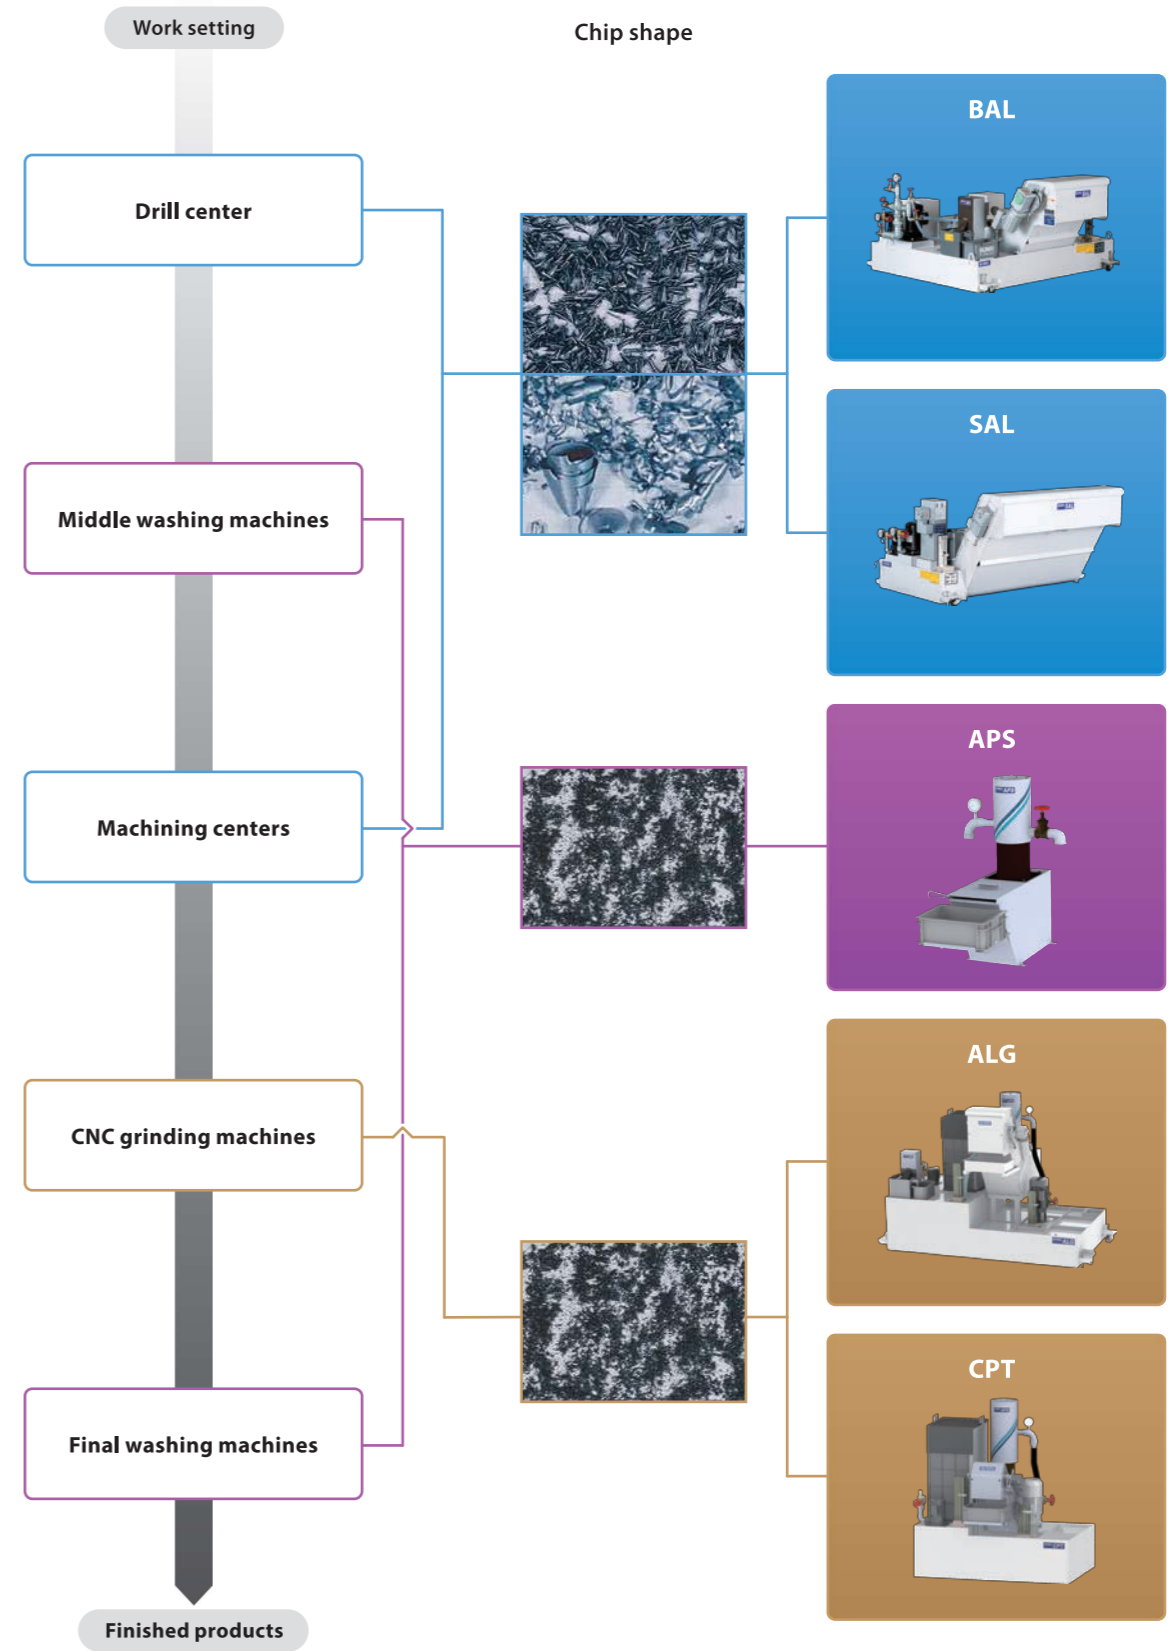 Work setting
Chip shape
BAL
Drill center
SAL
Middle washing machines
APS
Machining centers
ALG
CNC grinding machines
CPT
Final washing machines
Finished products